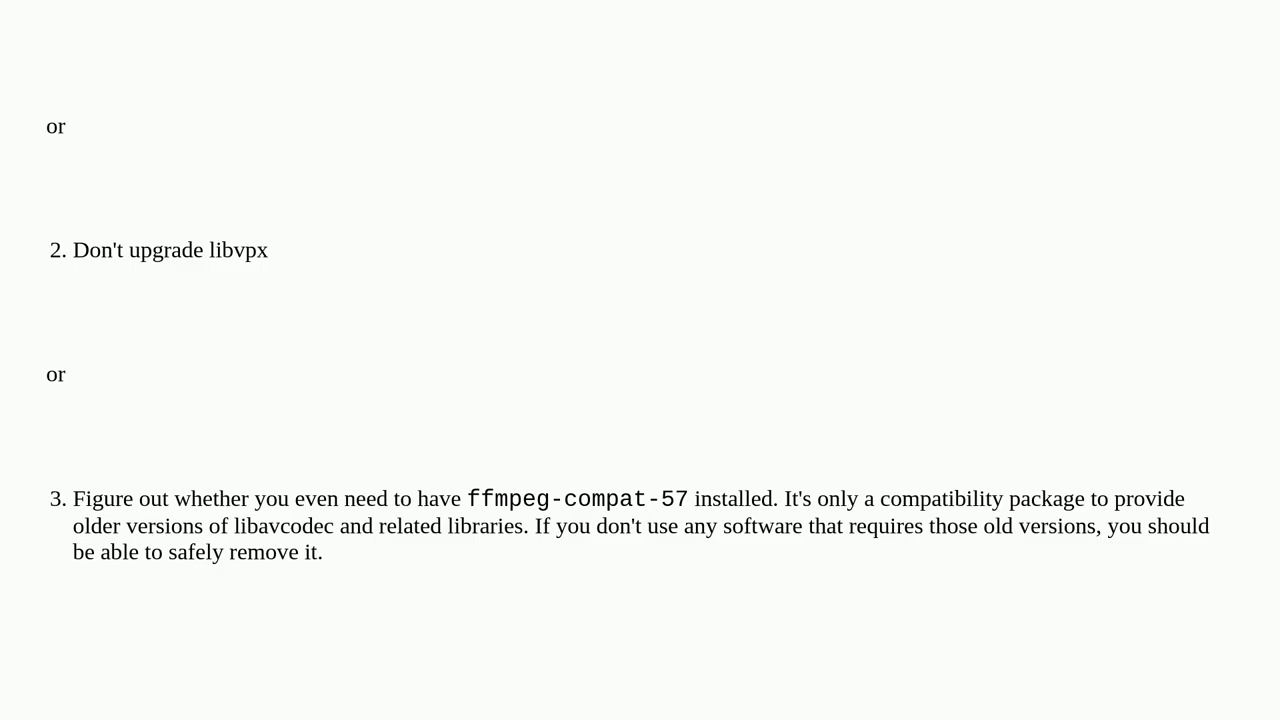 or
2. Don't upgrade libvpx
or
3. Figure out whether you even need to have ffmpeg-compat-57 installed. It's only a compatibility package to provide
older versions of libavcodec and related libraries. If you don't use any software that requires those old versions, you should
be able to safely remove it.